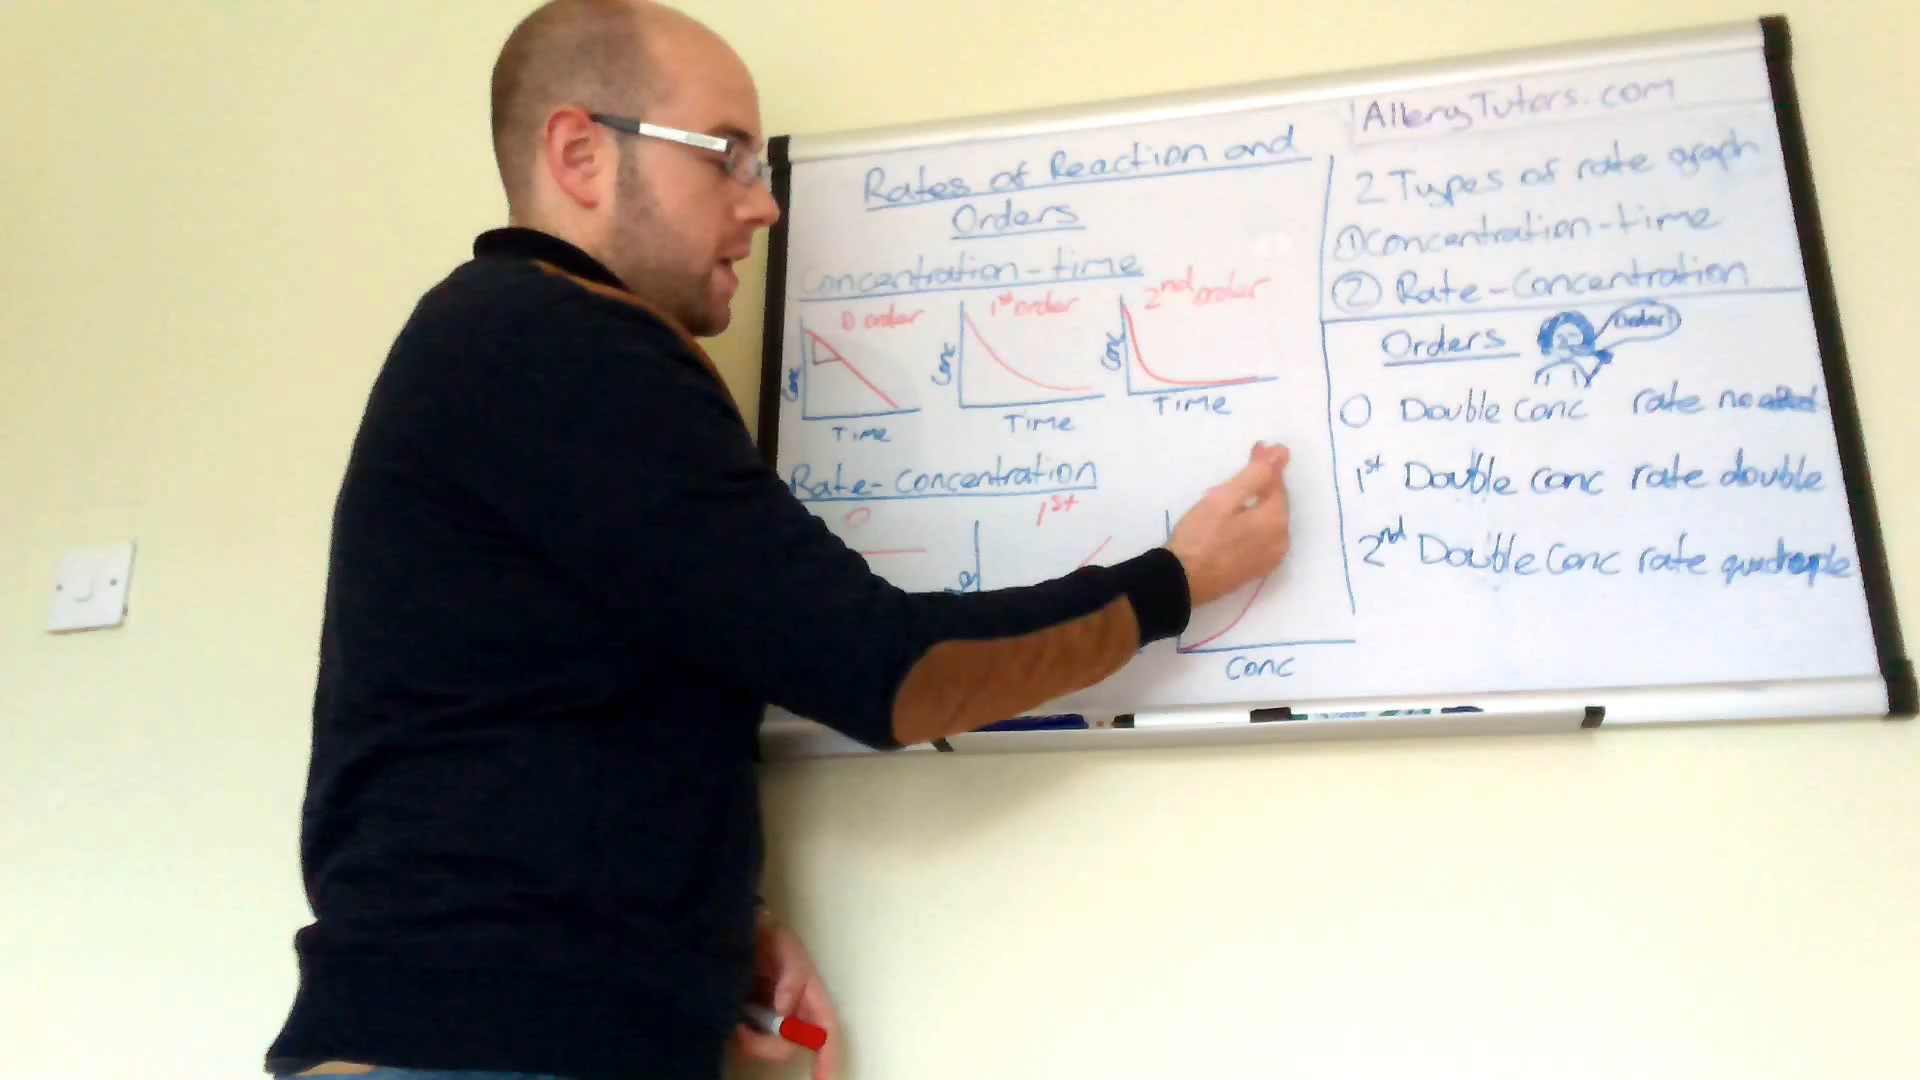 Rates of Reaction and
Orders
Concentration-time
0 order
1st order
2nd order
Conc
Conc
Conc
Time
Time
Time
Rate-Concentration
0
1st
Conc
AlleryTutors.com
2 Types of rate graph
① Concentration-time
② Rate-Concentration
Orders
Order!
0 Double Conc rate no
1st Double Conc rate double
2nd Double Conc rate quadruple